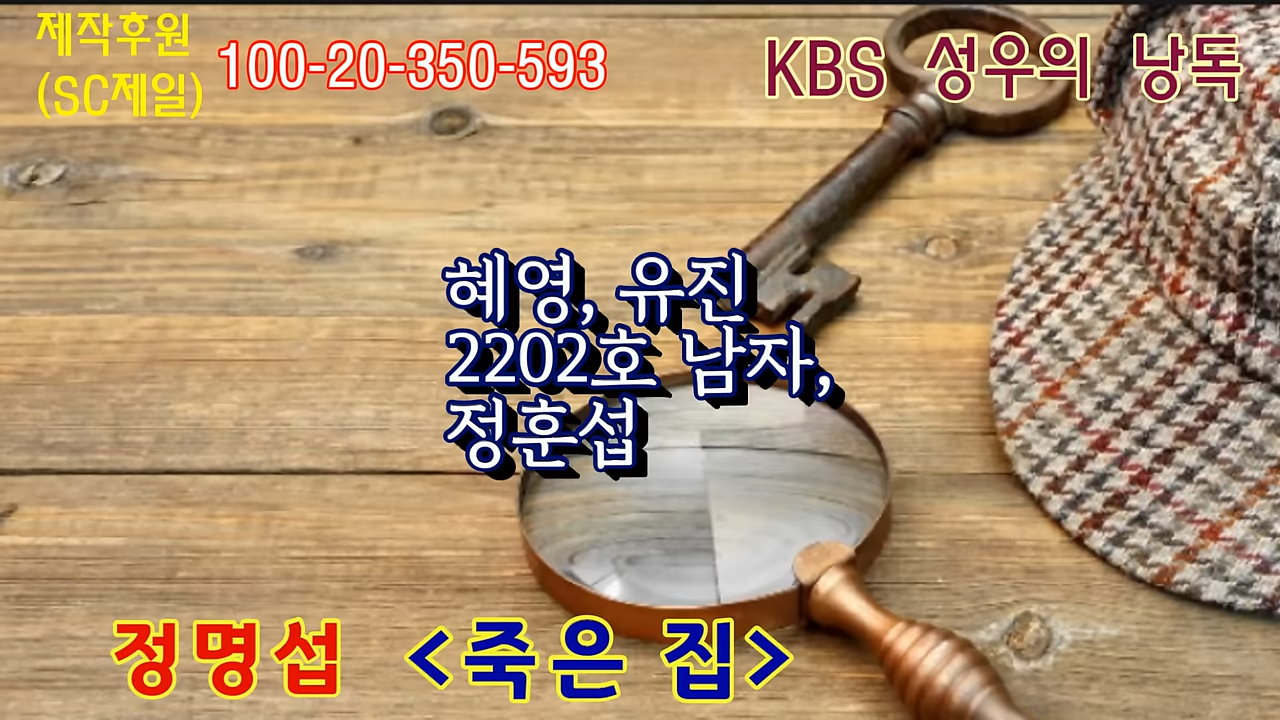 제작후원
(SC제일)
100-20-350-593
KBS 성우의 낭독
혜영, 유진
2202호 남자,
정훈섭
정명섭 <죽은 집>